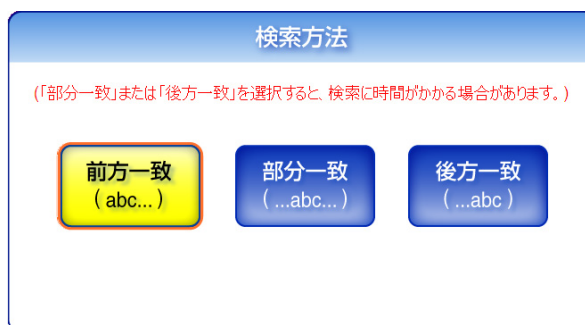 検索方法
(「部分一致」または「後方一致」を選択すると、検索に時間がかかる場合があります。)
前方一致 部分一致 後方一致
( abc... ) ( ...abc... ) ( ...abc )